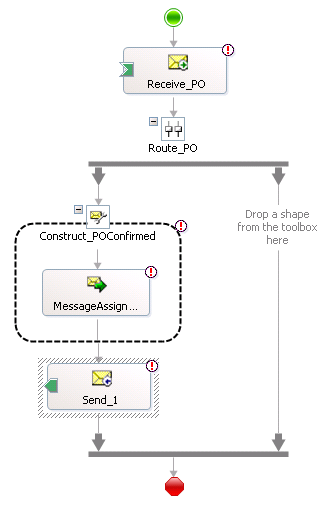 Receive_PO
Route_PO
Construct_POConfirmed
Drop a shape
from the toolbox
here
MessageAssign...
Send_1